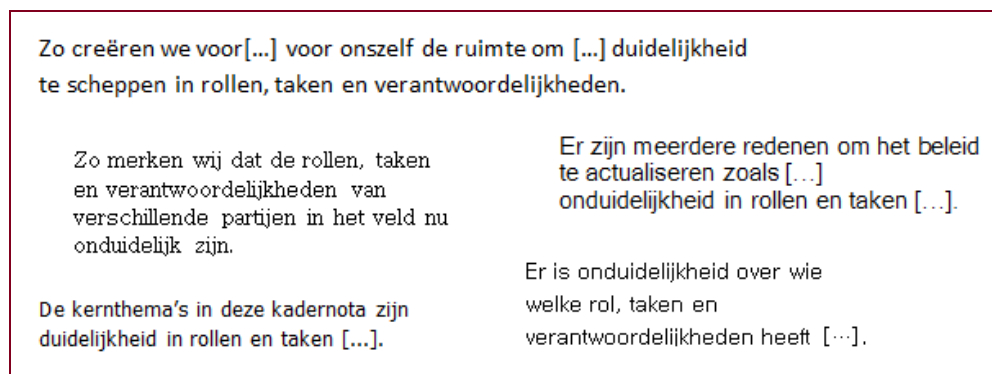 Zo creëren we voor[...] voor onszelf de ruimte om [...] duidelijkheid
te scheppen in rollen, taken en verantwoordelijkheden.
Zo merken wij dat de rollen, taken
en verantwoordelijkheden van
verschillende partijen in het veld nu
onduidelijk zijn.
Er zijn meerdere redenen om het beleid
te actualiseren zoals [...]
onduidelijkheid in rollen en taken [...].
De kernthema's in deze kadernota zijn
duidelijkheid in rollen en taken [...].
Er is onduidelijkheid over wie
welke rol, taken en
verantwoordelijkheden heeft [...].